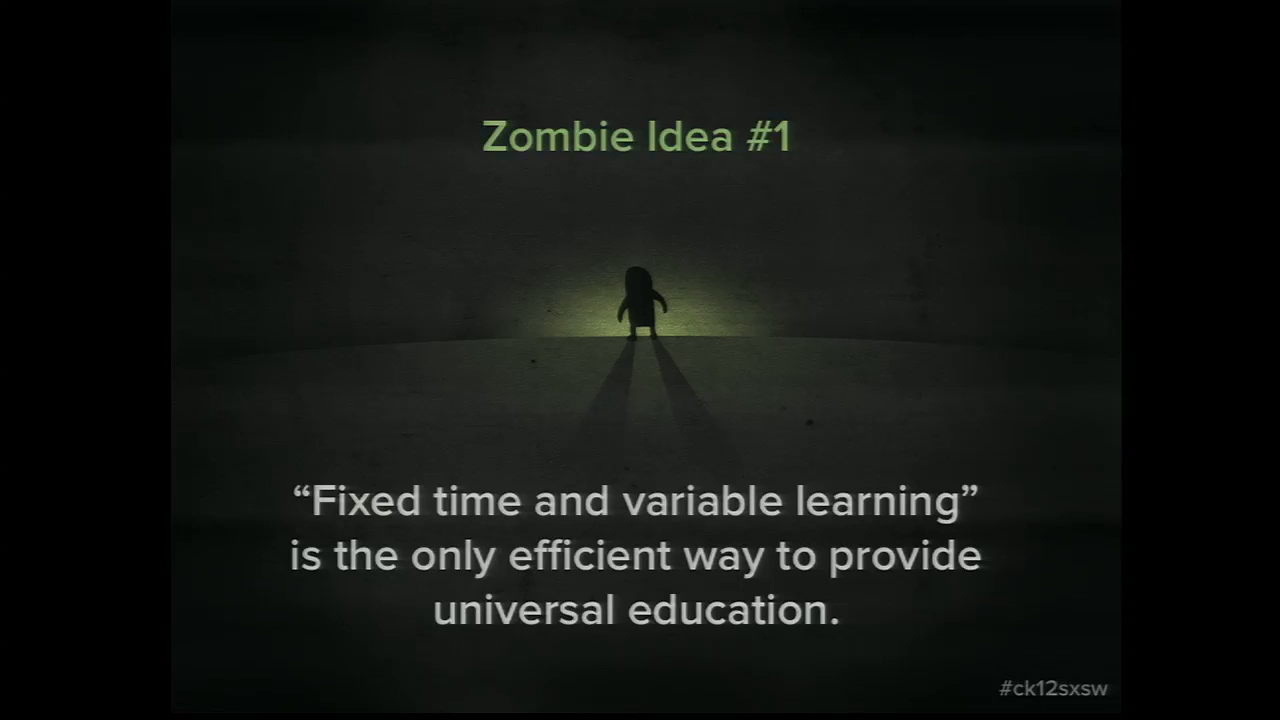 Zombie Idea #1
“Fixed time and variable learning”
is the only efficient way to provide
universal education.
#ck12sxsw